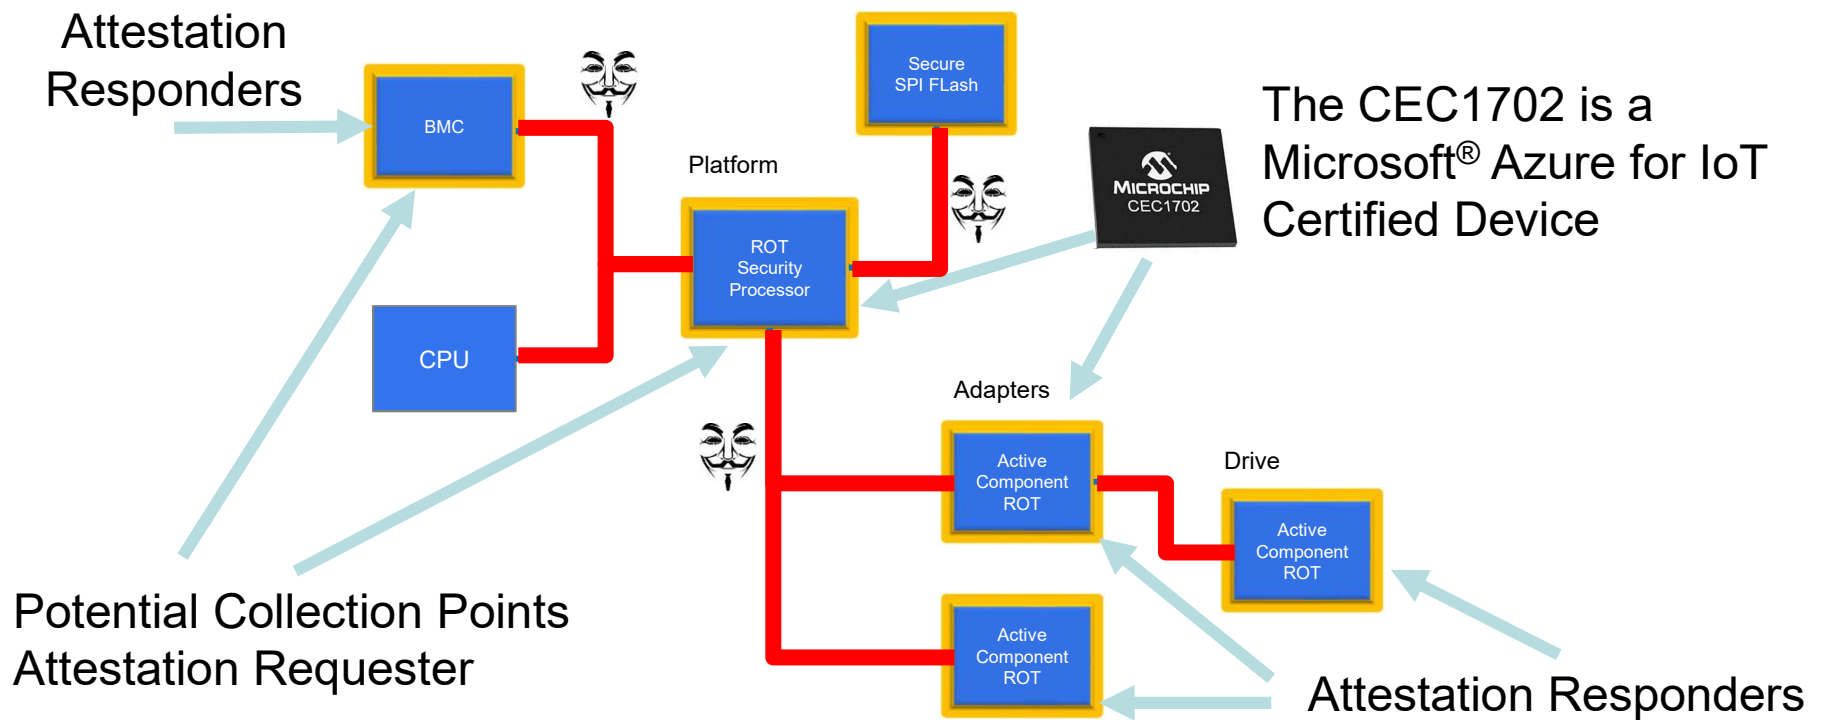 Attestation
Responders
BMC
Secure
SPI FLash
Platform
MICROCHIP
CEC1702
The CEC1702 is a
Microsoft® Azure for IoT
Certified Device
ROT
Security
Processor
CPU
Adapters
Active
Component
ROT
Drive
Active
Component
ROT
Potential Collection Points
Attestation Requester
Active
Component
ROT
Attestation Responders